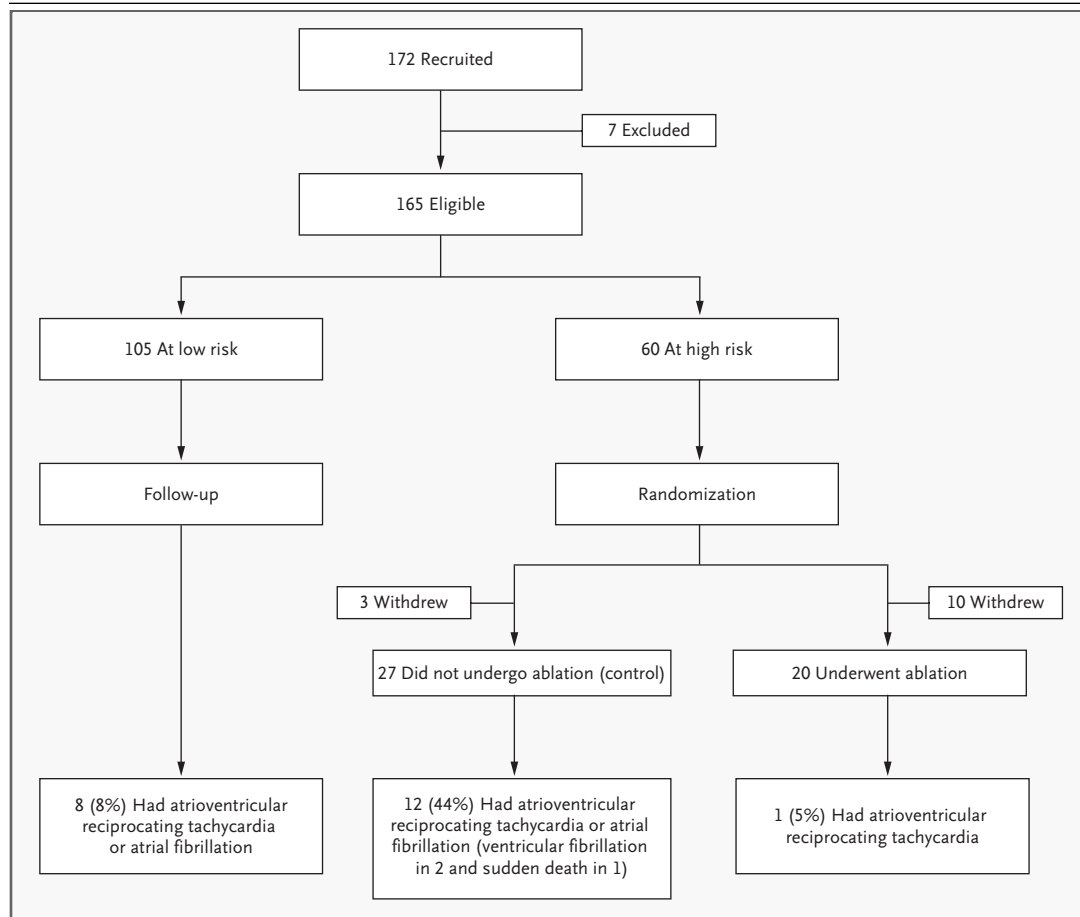 172 Recruited
7 Excluded
165 Eligible
105 At low risk
60 At high risk
Follow-up
Randomization
3 Withdrew
10 Withdrew
27 Did not undergo ablation (control)
20 Underwent ablation
8 (8%) Had atrioventricular
reciprocating tachycardia
or atrial fibrillation
12 (44%) Had atrioventricular
reciprocating tachycardia or atrial
fibrillation (ventricular fibrillation
in 2 and sudden death in 1)
1 (5%) Had atrioventricular
reciprocating tachycardia